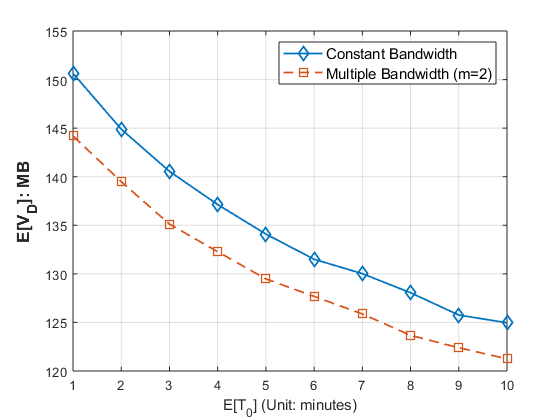 155
150
145
140
135
130
125
120
E[V_D]: MB
Constant Bandwidth
Multiple Bandwidth (m=2)
1 2 3 4 5 6 7 8 9 10
E[T_0] (Unit: minutes)